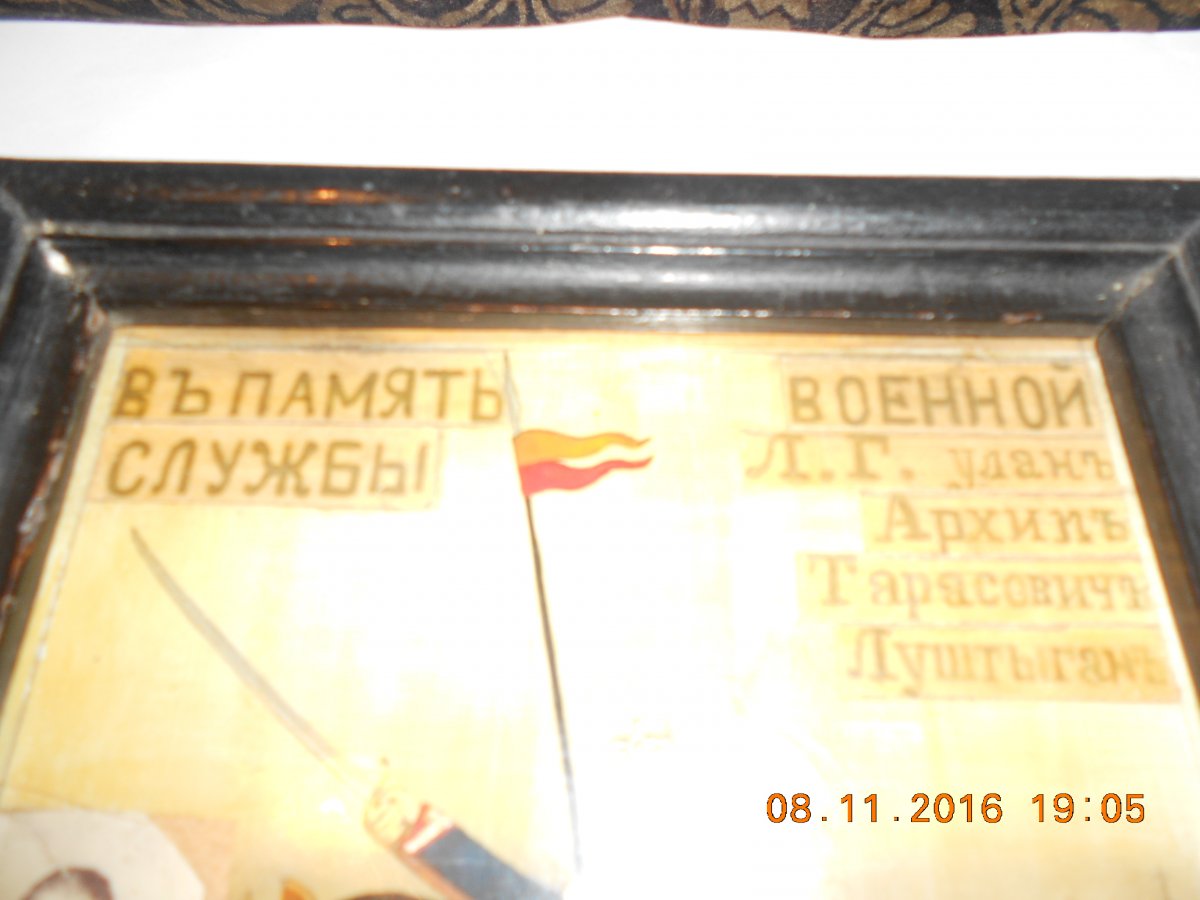 ВЪ ПАМЯТЬ ВОЕННОЙ
СЛУЖБЫ
Л. Г. уланъ
Архипъ
Тарасовичъ
Луштыганъ
08.11.2016 19:05